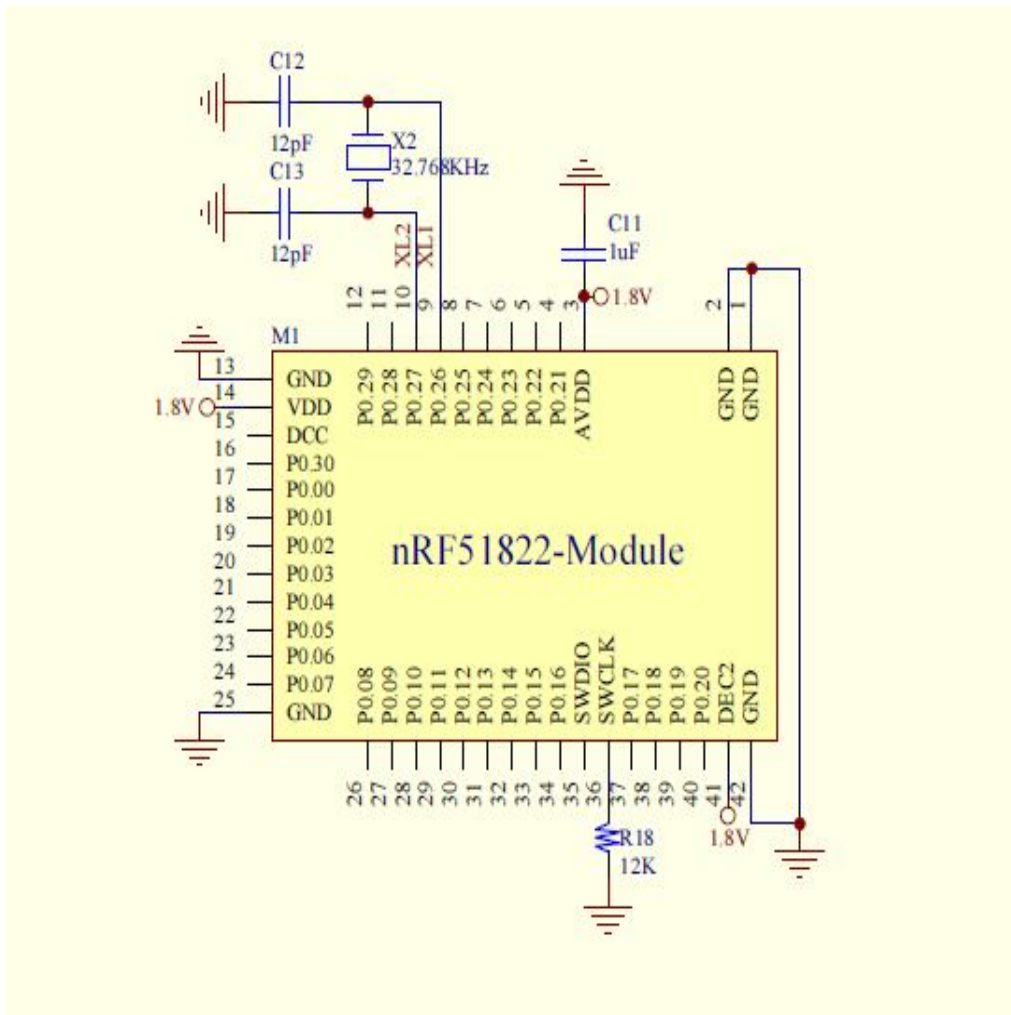 C12
12pF
X2
32.768KHz
C13
12pF
XL2
XL1
C11
1uF
1.8V
12
11
10
9
8
7
6
5
4
3
2
1
M1
P0.29
P0.28
P0.27
P0.26
P0.25
P0.24
P0.23
P0.22
P0.21
AVDD
GND
GND
13 GND
1.8V 14 VDD
15 DCC
16 P0.30
17 P0.00
18 P0.01
19 P0.02
20 P0.03
21 P0.04
22 P0.05
23 P0.06
24 P0.07
25 GND
nRF51822-Module
P0.08
P0.09
P0.10
P0.11
P0.12
P0.13
P0.14
P0.15
P0.16
SWDIO
SWCLK
P0.17
P0.18
P0.19
P0.20
DEC2
GND
26
27
28
29
30
31
32
33
34
35
36
37
38
39
40
41
42
R18
12K
1.8V